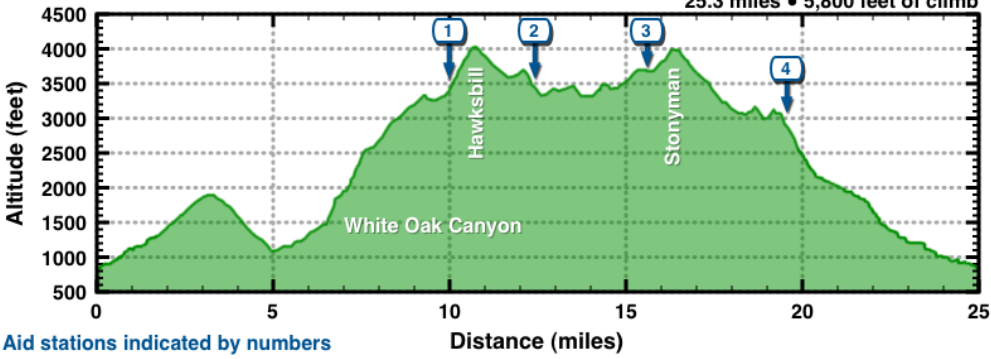 25.3 miles • 5,800 feet of climb
4500
4000
3500
3000
2500
2000
1500
1000
500
Altitude (feet)
1
2
3
4
Hawksbill
Stonyman
White Oak Canyon
0
5
10
15
20
25
Distance (miles)
Aid stations indicated by numbers